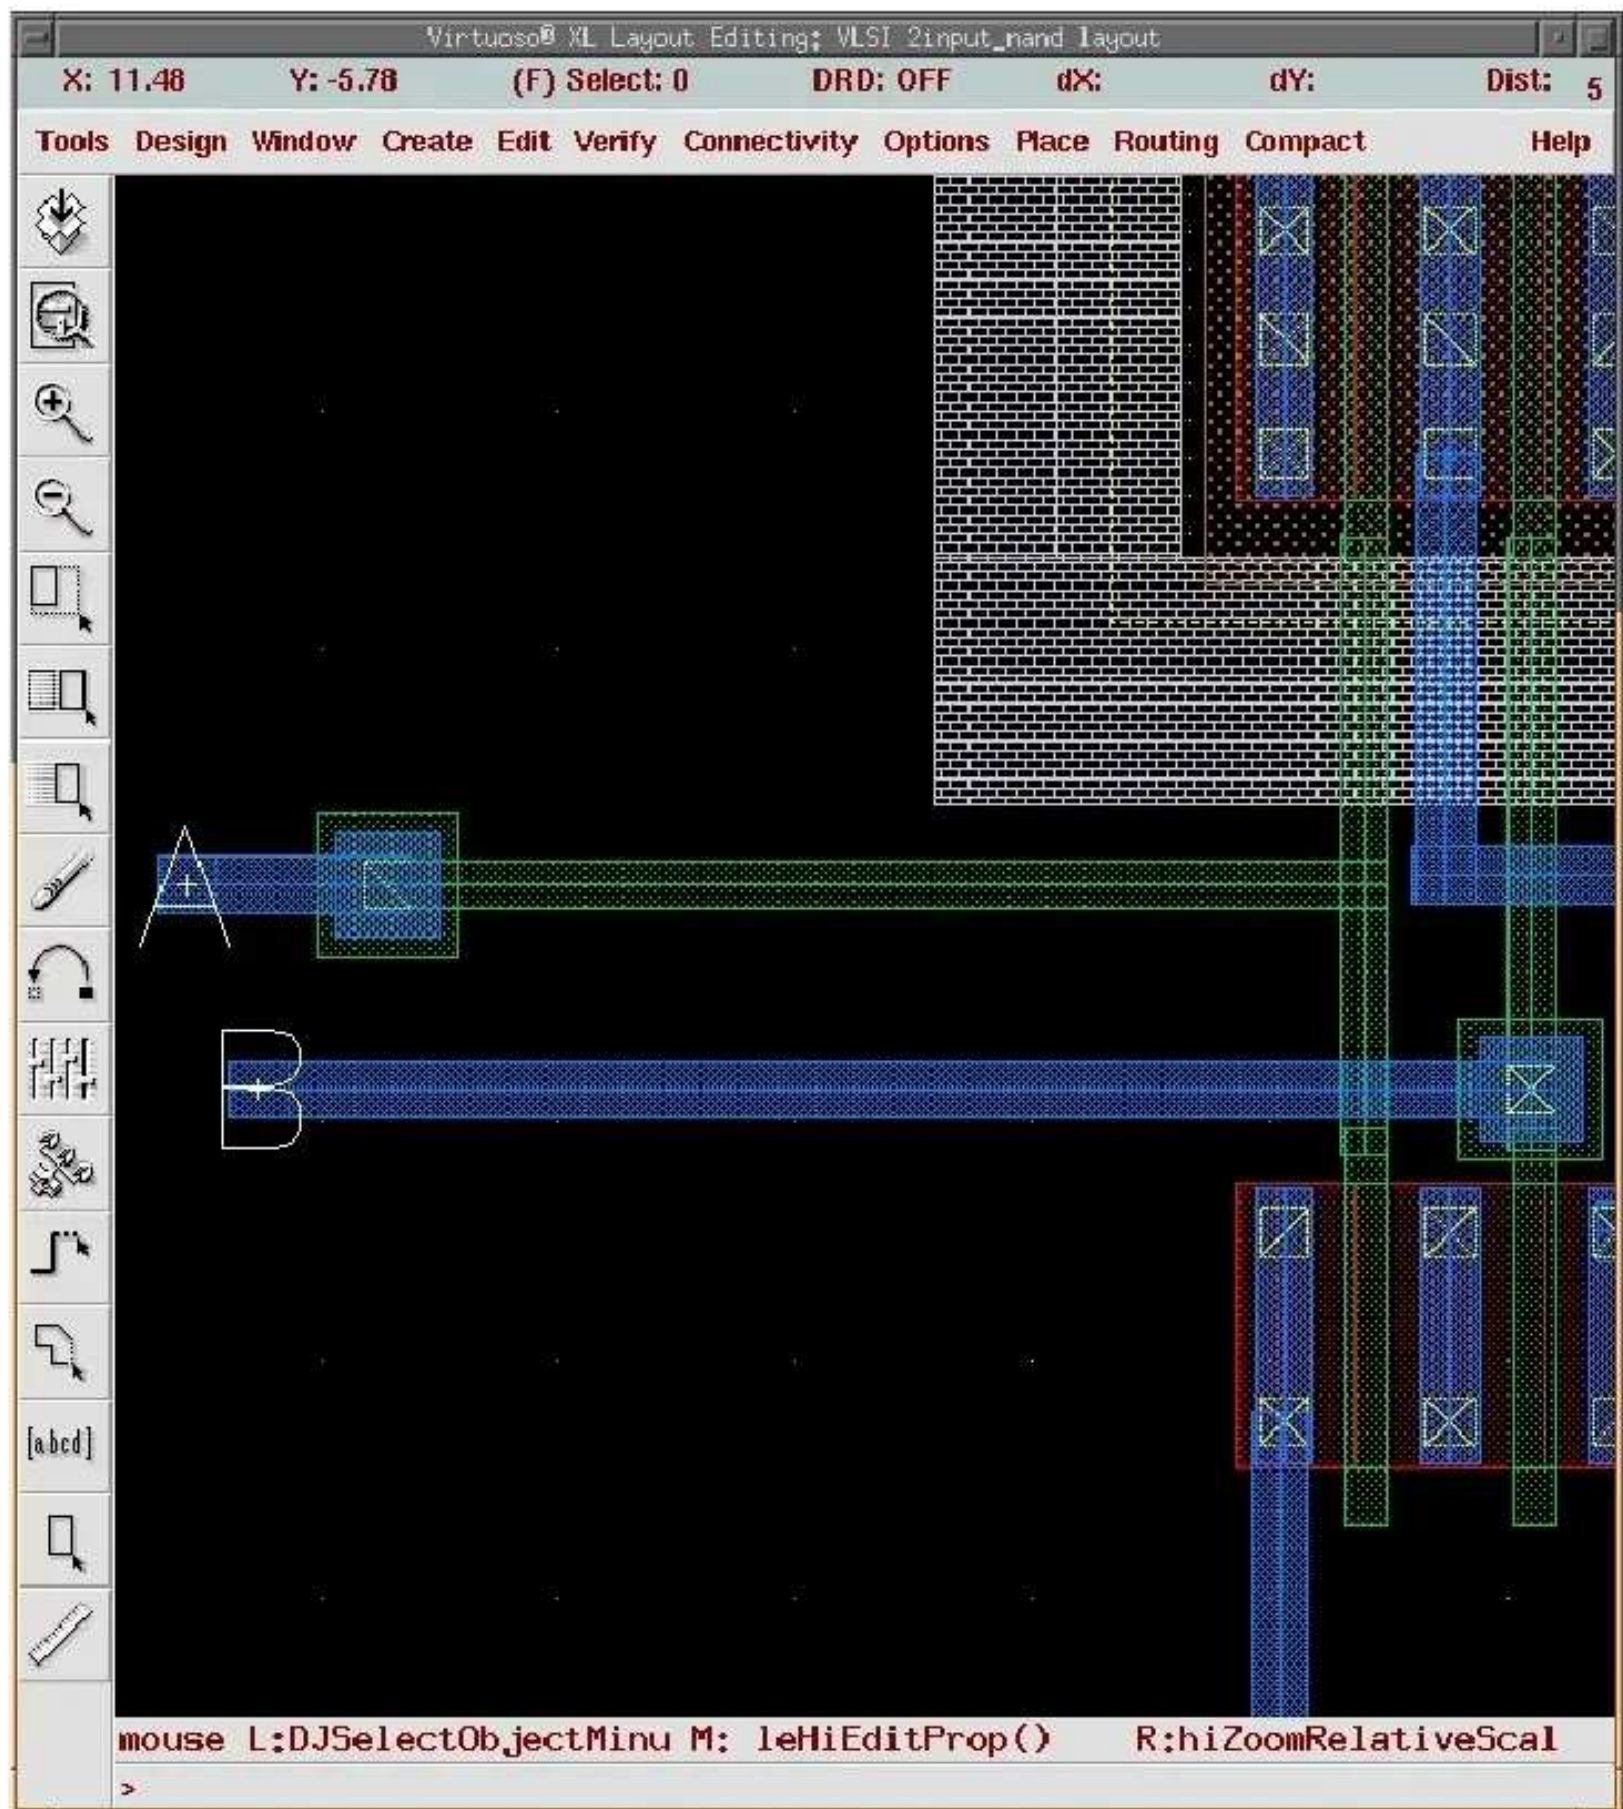 Virtuoso® XL Layout Editing: VLSI 2input_nand layout
X: 11.48 Y: -5.78 (F) Select: 0 DRD: OFF dX: dY: Dist: 5
Tools Design Window Create Edit Verify Connectivity Options Place Routing Compact Help
A
B
[abcd]
mouse L:DJSelectObjectMinu M: leHiEditProp() R:hiZoomRelativeScal
>